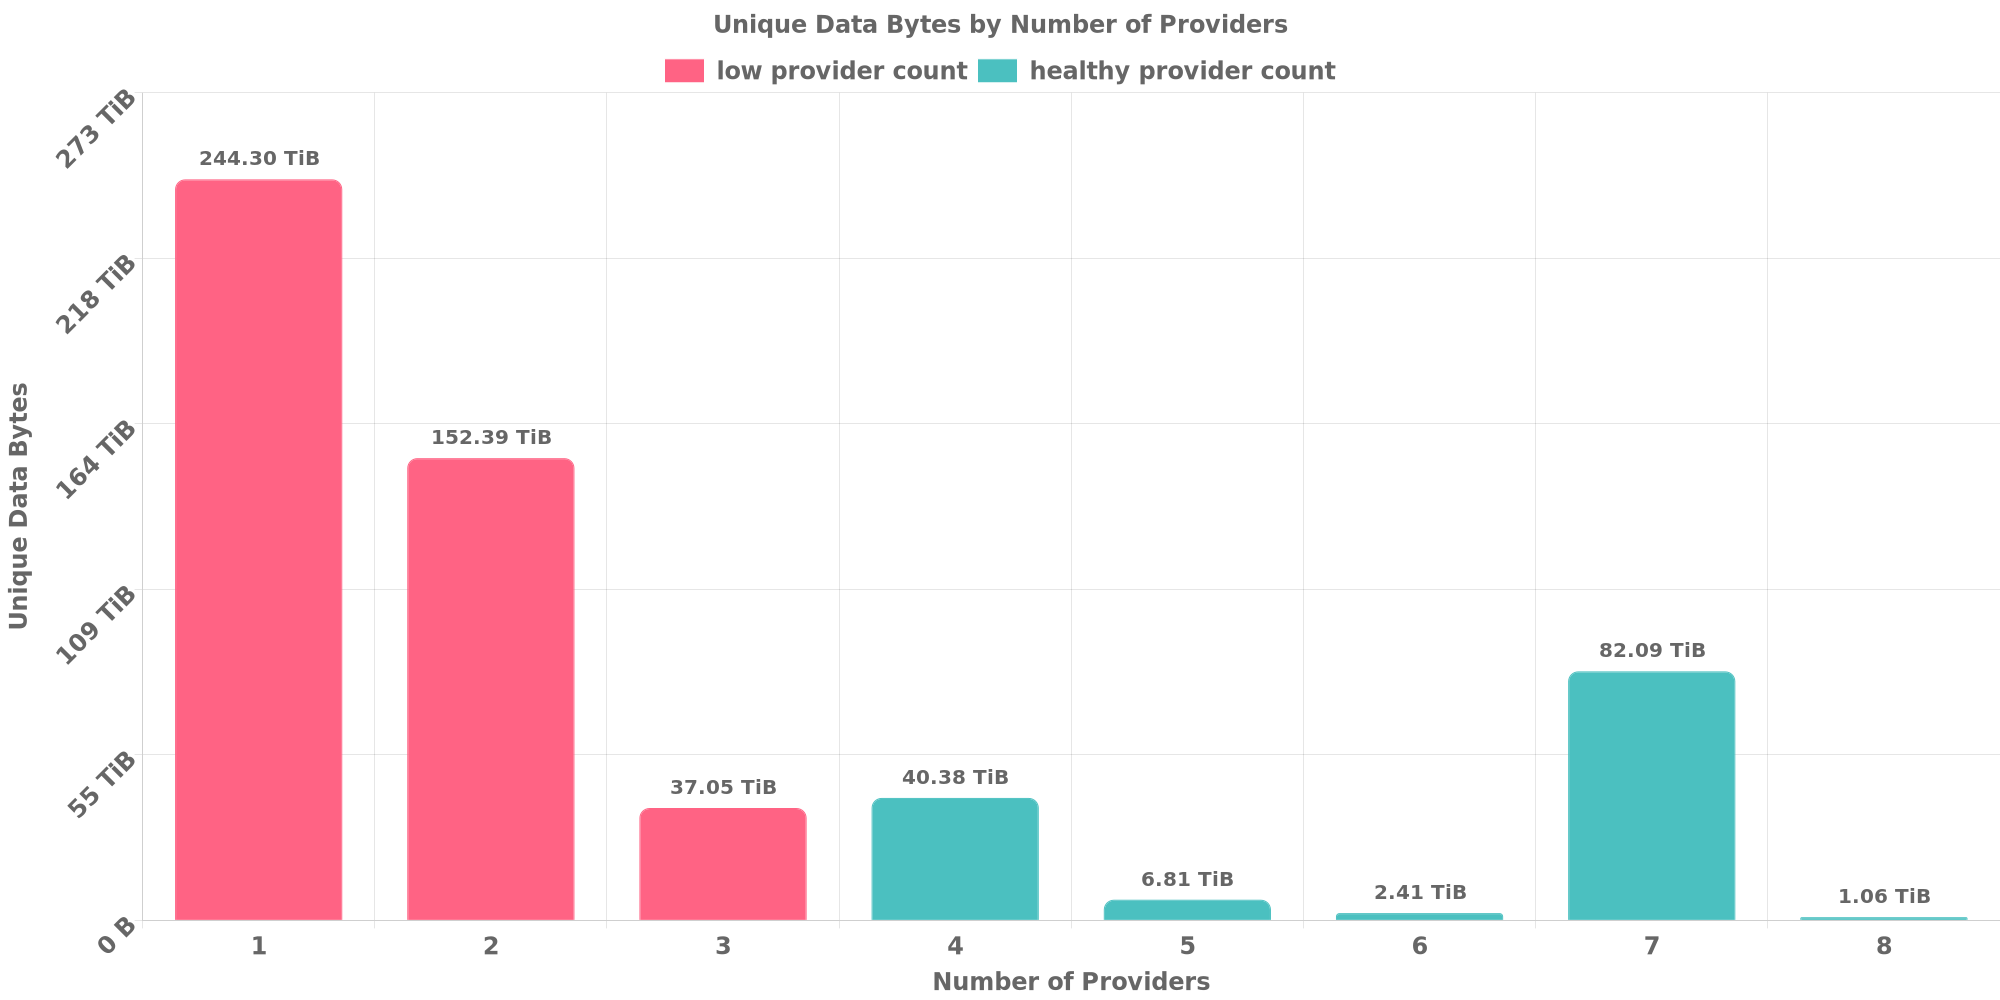 Unique Data Bytes by Number of Providers
low provider count healthy provider count
273 TiB
218 TiB
164 TiB
109 TiB
55 TiB
0 B
Unique Data Bytes
244.30 TiB
152.39 TiB
37.05 TiB
40.38 TiB
6.81 TiB
2.41 TiB
82.09 TiB
1.06 TiB
1 2 3 4 5 6 7 8
Number of Providers